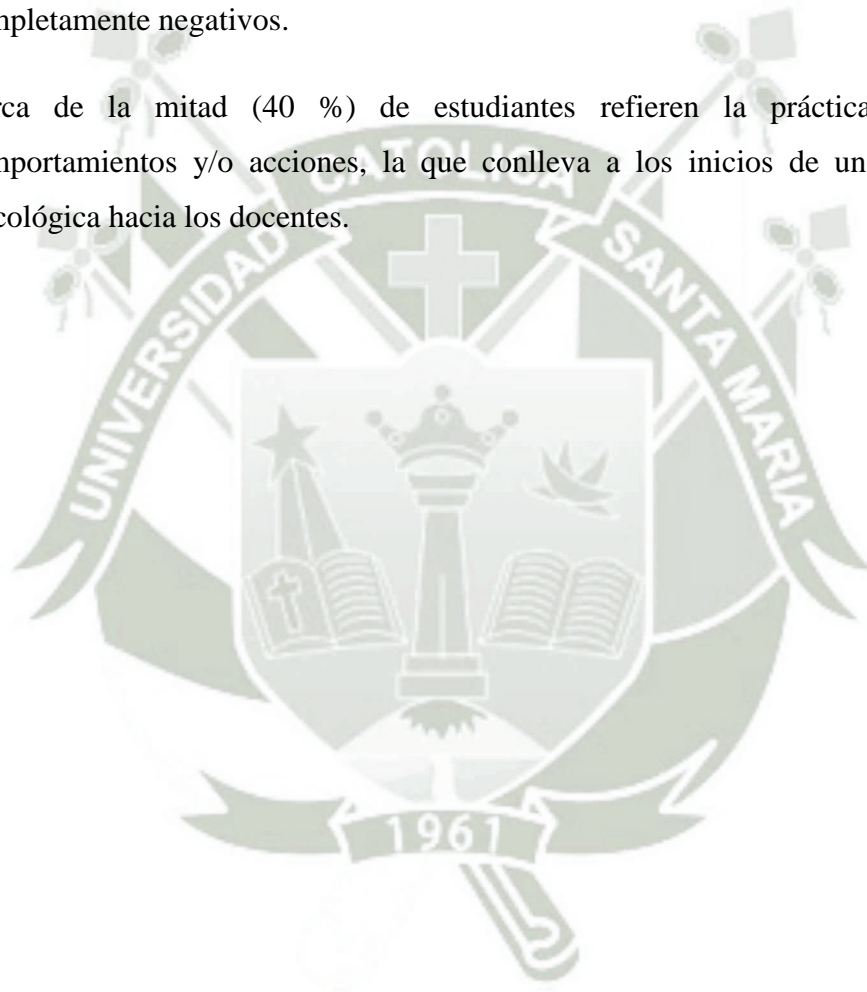 mpletamente negativos.
rca de la mitad (40 %) de estudiantes refieren la práctica
mportamientos y/o acciones, la que conlleva a los inicios de un
cológica hacia los docentes.
UNIVERSIDAD CATOLICA SANTA MARIA
1961